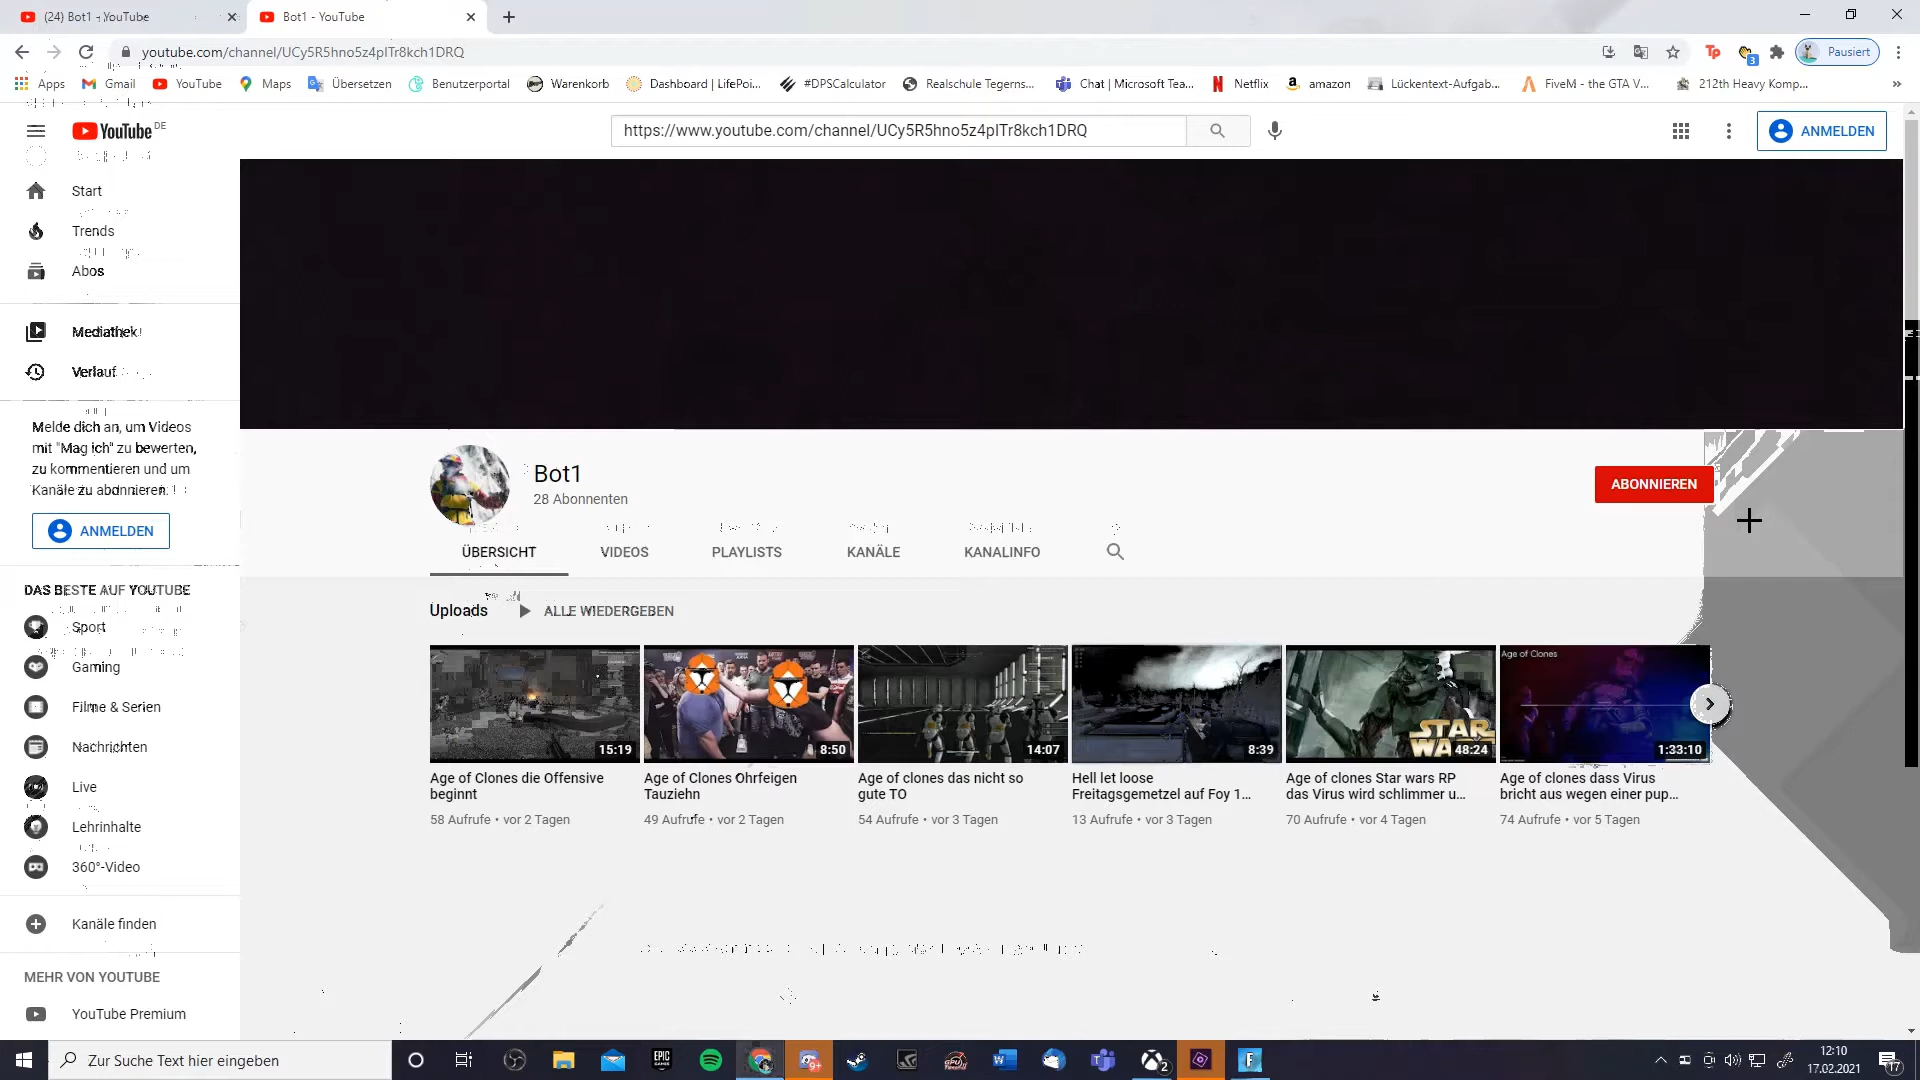 (24) Bot1 - YouTube
Bot1 - YouTube
youtube.com/channel/UCy5R5hno5z4pITr8kch1DRQ
3
Pausiert
Apps
Gmail
YouTube
Maps
Übersetzen
Benutzerportal
Warenkorb
Dashboard | LifePoi...
#DPSCalculator
Realschule Tegerns...
Chat | Microsoft Tea...
Netflix
amazon
Lückentext-Aufgab...
FiveM - the GTA V...
212th Heavy Komp...
YouTube DE
https://www.youtube.com/channel/UCy5R5hno5z4pITr8kch1DRQ
ANMELDEN
Start
Trends
Abos
Mediathek
Verlauf
Melde dich an, um Videos
mit "Mag ich" zu bewerten,
zu kommentieren und um
Kanäle zu abonnieren.
ANMELDEN
DAS BESTE AUF YOUTUBE
Sport
Gaming
Filme & Serien
Nachrichten
Live
Lehrinhalte
360°-Video
Kanäle finden
MEHR VON YOUTUBE
YouTube Premium
Bot1
28 Abonnenten
ABONNIEREN
ÜBERSICHT
VIDEOS
PLAYLISTS
KANÄLE
KANALINFO
Uploads
ALLE WIEDERGEBEN
15:19
Age of Clones die Offensive
beginnt
58 Aufrufe • vor 2 Tagen
8:50
Age of Clones Ohrfeigen
Tauziehn
49 Aufrufe • vor 2 Tagen
14:07
Age of clones das nicht so
gute TO
54 Aufrufe • vor 3 Tagen
8:39
Hell let loose
Freitagsgemetzel auf Foy 1...
13 Aufrufe • vor 3 Tagen
STAR
WA
48:24
Age of clones Star wars RP
das Virus wird schlimmer u...
70 Aufrufe • vor 4 Tagen
Age of Clones
1:33:10
Age of clones dass Virus
bricht aus wegen einer pup...
74 Aufrufe • vor 5 Tagen
Zur Suche Text hier eingeben
EPIC
GAMES
9+
2
12:10
17.02.2021
17